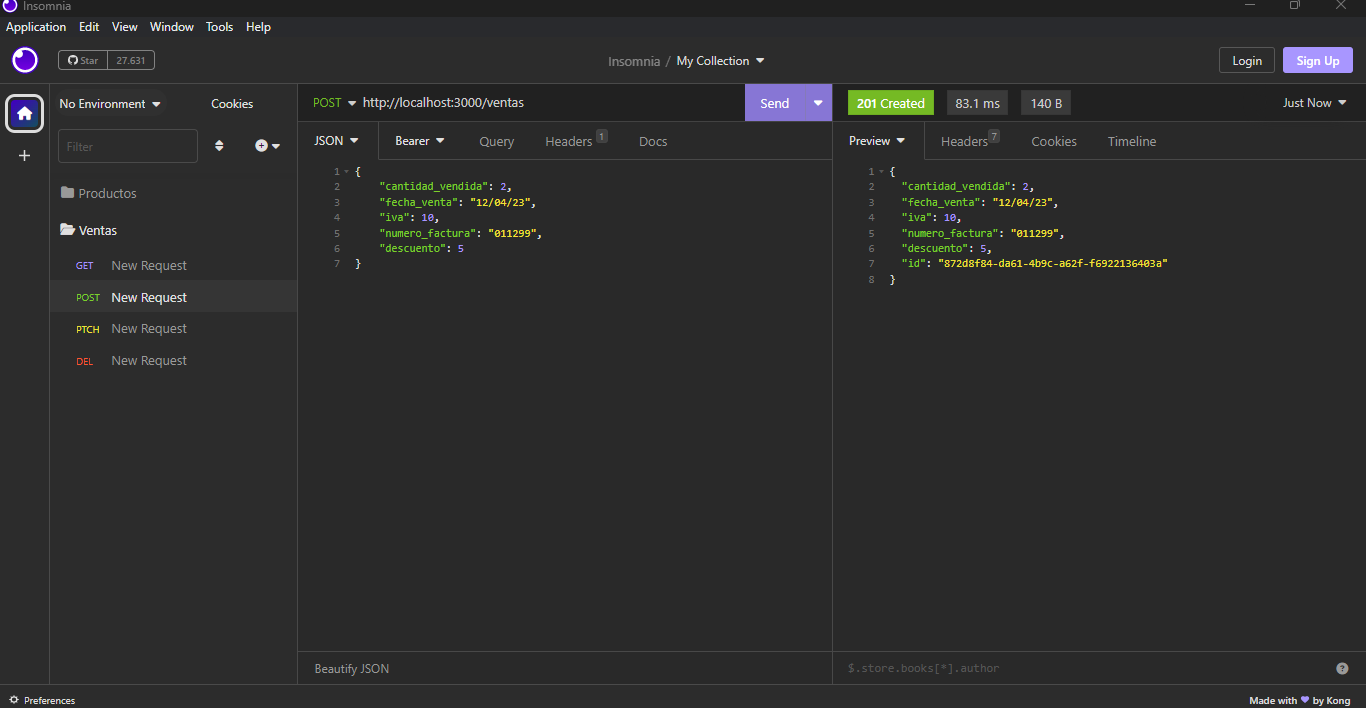 Insomnia
Application Edit View Window Tools Help
Star 27.631
Insomnia / My Collection
Login Sign Up
No Environment Cookies
Filter
Productos
Ventas
GET New Request
POST New Request
PTCH New Request
DEL New Request
POST http://localhost:3000/ventas Send
JSON Bearer Query Headers 1 Docs
1 {
2 "cantidad_vendida": 2,
3 "fecha_venta": "12/04/23",
4 "iva": 10,
5 "numero_factura": "011299",
6 "descuento": 5
7 }
Beautify JSON
201 Created 83.1 ms 140 B Just Now
Preview Headers 7 Cookies Timeline
1 {
2 "cantidad_vendida": 2,
3 "fecha_venta": "12/04/23",
4 "iva": 10,
5 "numero_factura": "011299",
6 "descuento": 5,
7 "id": "872d8f84-da61-4b9c-a62f-f6922136403a"
8 }
$.store.books[*].author ?
Preferences
Made with 💜 by Kong